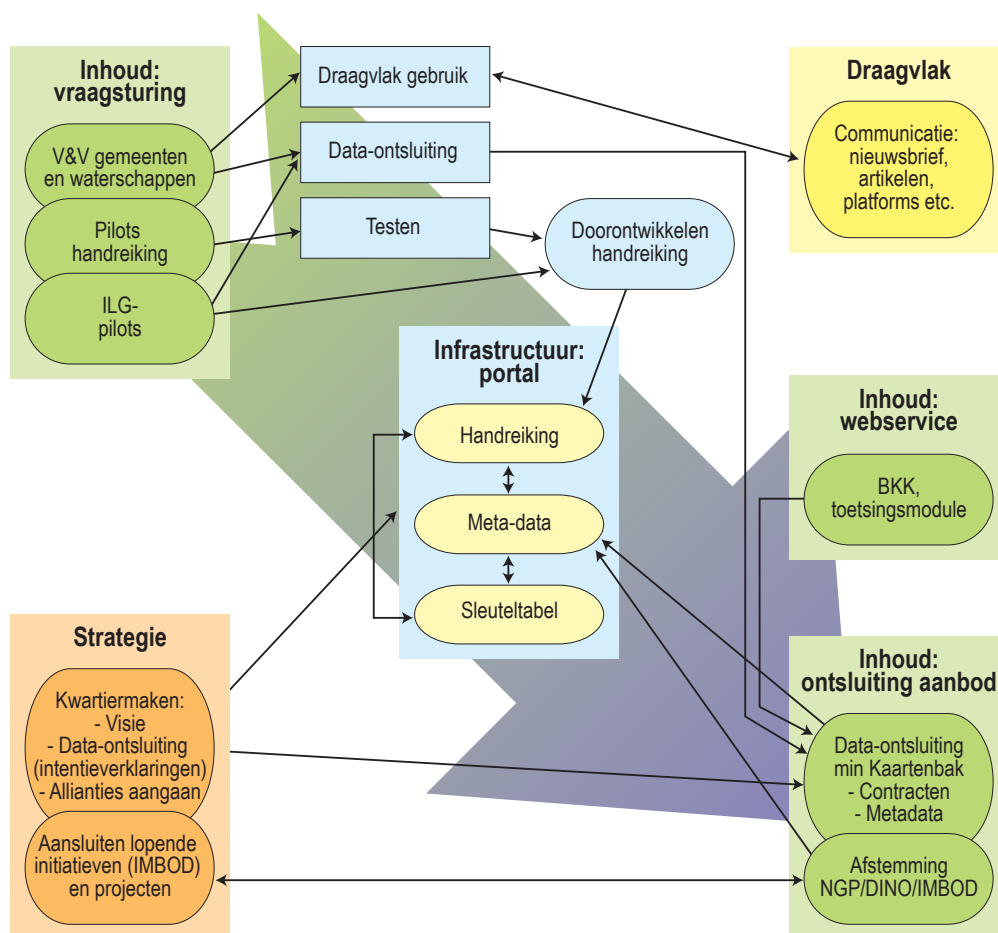 Inhoud:
vraagsturing
V&V gemeenten
en waterschappen
Pilots
handreiking
ILG-
pilots
Draagvlak gebruik
Data-ontsluiting
Testen
Doorontwikkelen
handreiking
Draagvlak
Communicatie:
nieuwsbrief,
artikelen,
platforms etc.
Infrastructuur:
portal
Handreiking
Meta-data
Sleuteltabel
Inhoud:
webservice
BKK,
toetsingsmodule
Strategie
Kwartiermaken:
- Visie
- Data-ontsluiting
(intentieverklaringen)
- Allianties aangaan
Aansluiten lopende
initiatieven (IMBOD)
en projecten
Inhoud:
ontsluiting aanbod
Data-ontsluiting
min Kaartenbak
- Contracten
- Metadata
Afstemming
NGP/DINO/IMBOD